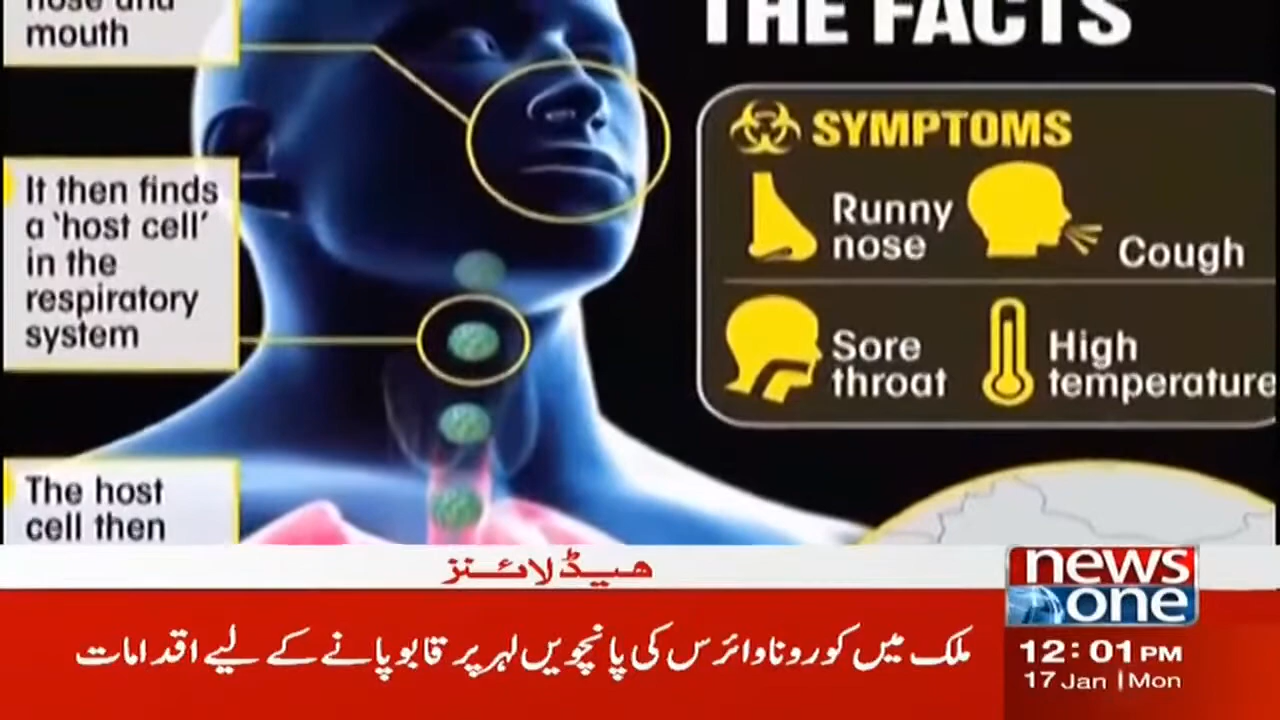 nose and
mouth
It then finds
a 'host cell'
in the
respiratory
system
The host
cell then
THE FACTS
SYMPTOMS
Runny
nose
Cough
Sore
throat
High
temperature
ھیڈلائنز
ملک میں کورونا وائرس کی پانچویں لہر پر قابو پانے کے لیے اقدامات
news
one
12:01 PM
17 Jan | Mon